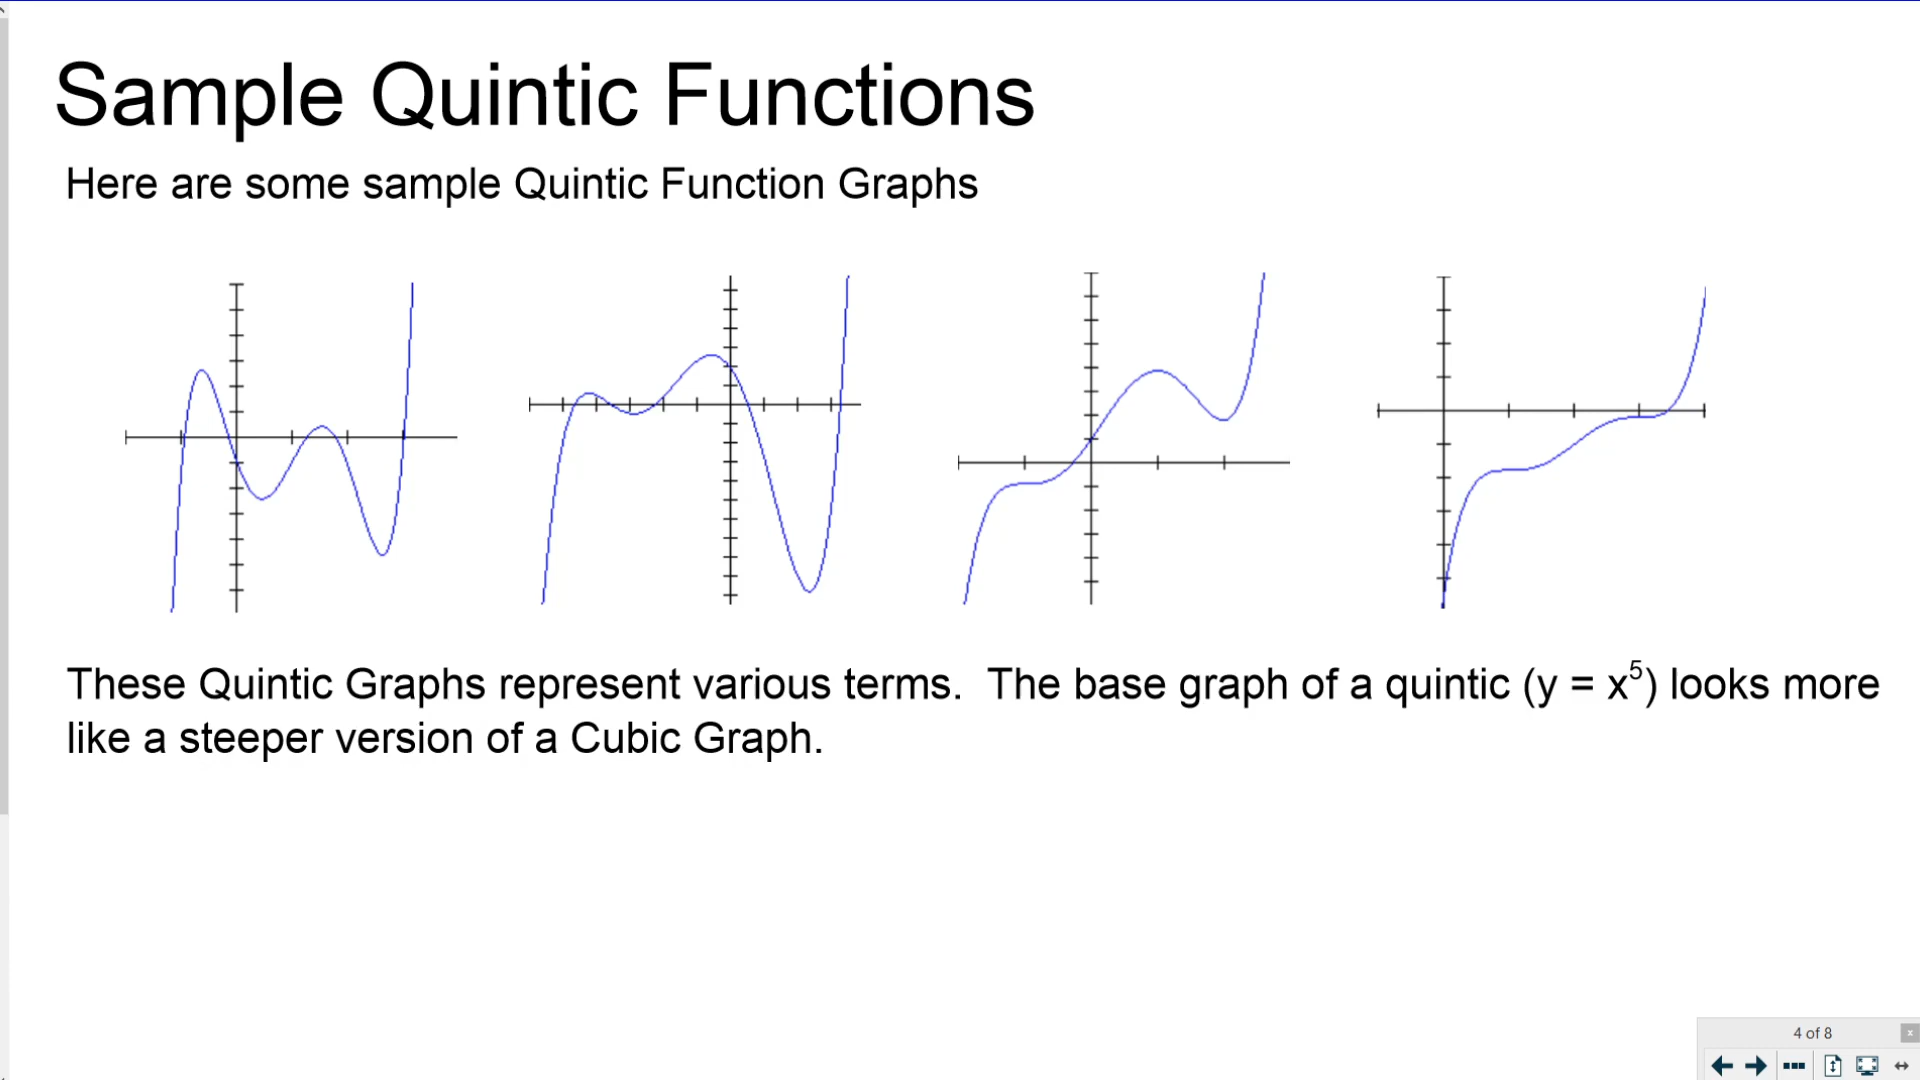 Sample Quintic Functions
Here are some sample Quintic Function Graphs
These Quintic Graphs represent various terms.  The base graph of a quintic (y = x⁵) looks more
like a steeper version of a Cubic Graph.
4 of 8